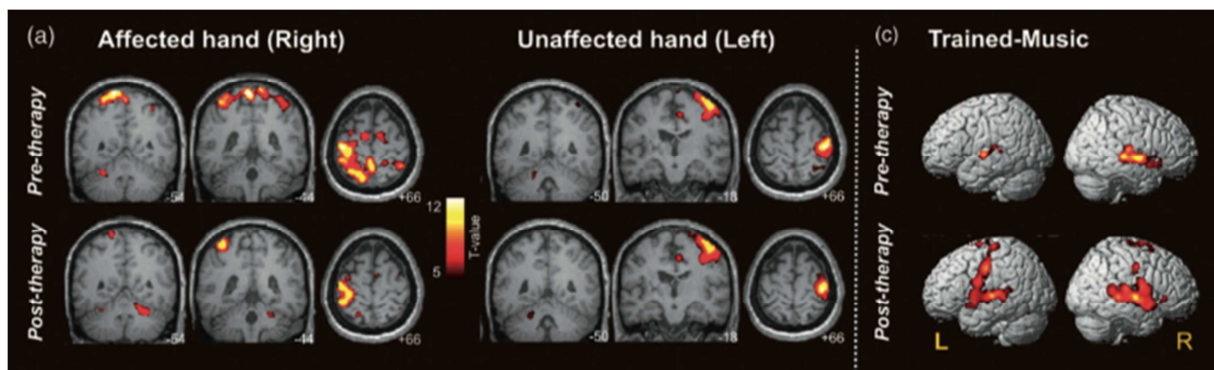 (a) Affected hand (Right) Unaffected hand (Left) (c) Trained-Music
Pre-therapy Pre-therapy
-54 -44 +66 -50 -18 +66
12
T-value
5
Post-therapy Post-therapy
-54 -44 +66 -50 -18 +66
L R